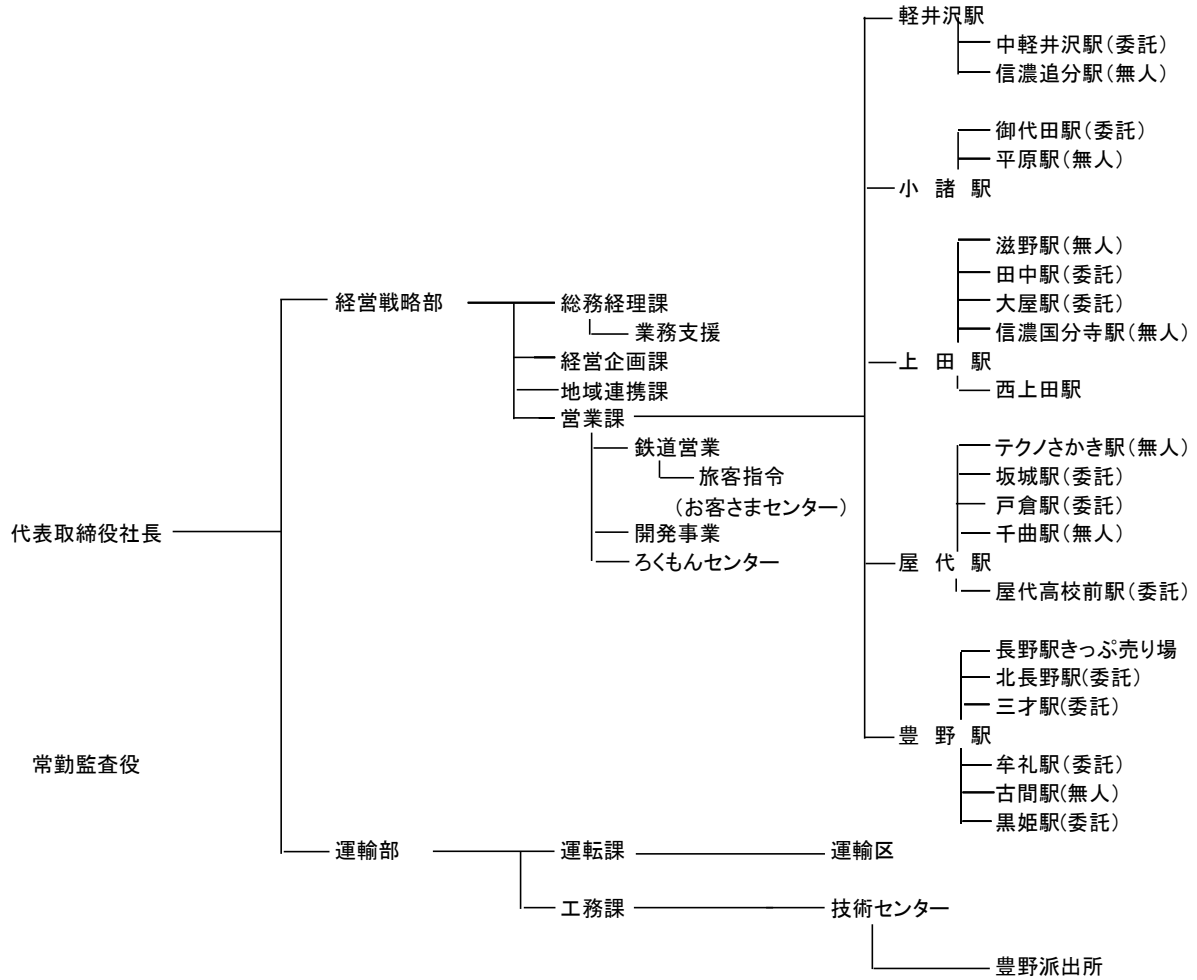 軽井沢駅
中軽井沢駅(委託)
信濃追分駅(無人)
御代田駅(委託)
平原駅(無人)
小諸駅
滋野駅(無人)
田中駅(委託)
大屋駅(委託)
経営戦略部 総務経理課
業務支援 信濃国分寺駅(無人)
経営企画課 上田駅
地域連携課 西上田駅
営業課
鉄道営業 テクノさかき駅(無人)
旅客指令 坂城駅(委託)
(お客さまセンター) 戸倉駅(委託)
代表取締役社長 開発事業 千曲駅(無人)
ろくもんセンター 屋代駅
屋代高校前駅(委託)
長野駅きっぷ売り場
北長野駅(委託)
三才駅(委託)
豊野駅
常勤監査役 牟礼駅(委託)
古間駅(無人)
黒姫駅(委託)
運輸部 運転課 運輸区
工務課 技術センター
豊野派出所